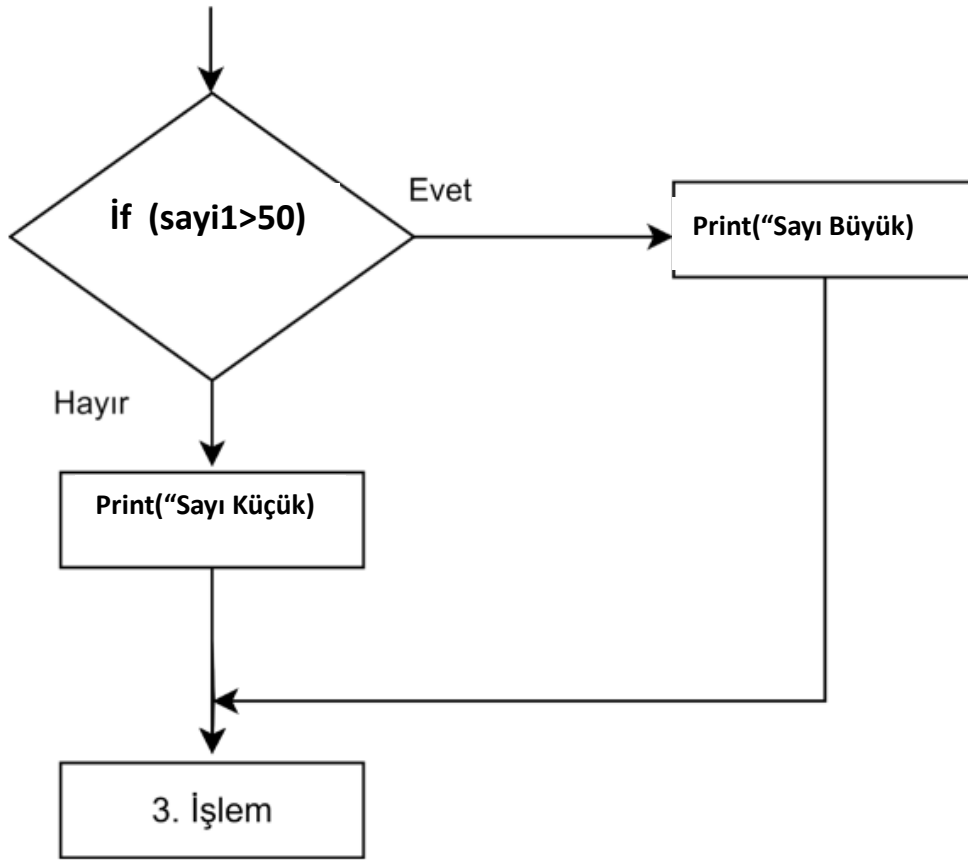 İf (sayi1>50)
Evet
Print(“Sayı Büyük)
Hayır
Print(“Sayı Küçük)
3. İşlem